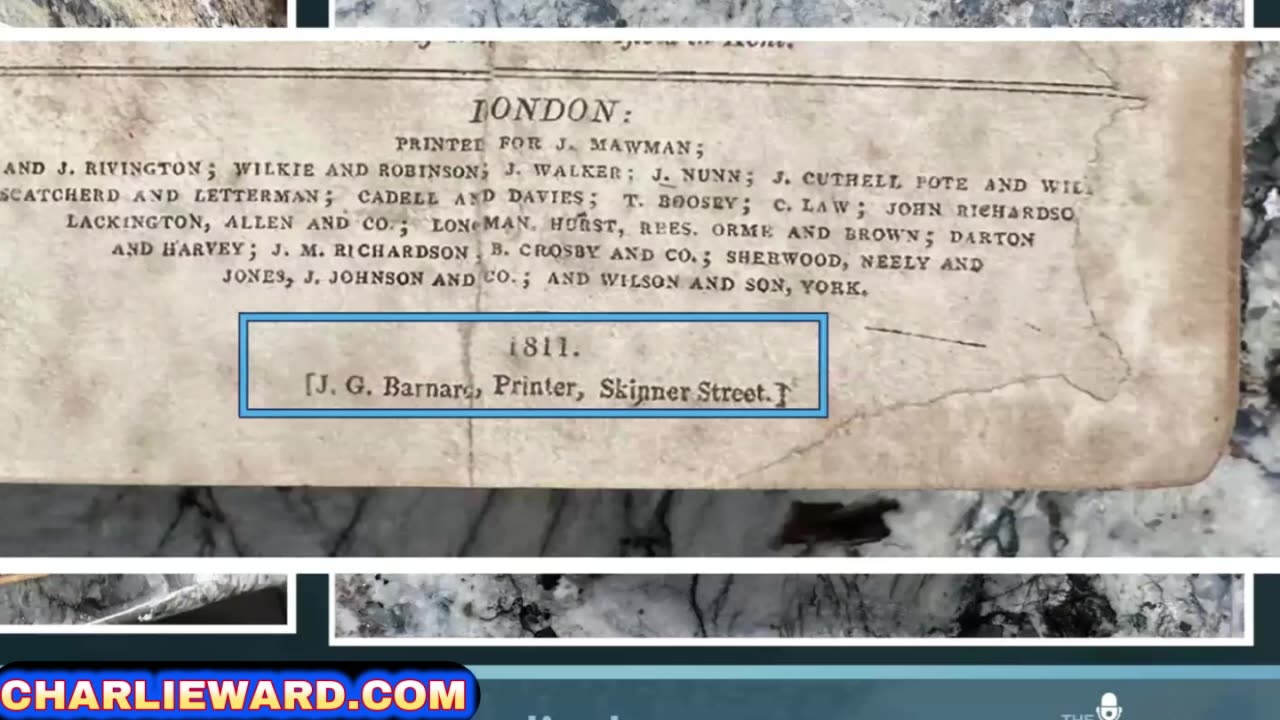 LONDON:
PRINTED FOR J. MAWMAN;
AND J. RIVINGTON; WILKIE AND ROBINSON; J. WALKER; J. NUNN; J. CUTHELL POTE AND
SCATCHERD AND LETTERMAN; CADELL AND DAVIES; T. BOOSEY; C. LAW; JOHN RICHARDSO
LACKINGTON, ALLEN AND CO.; LONGMAN, HURST, REES, ORME AND BROWN; DARTON
AND HARVEY; J. M. RICHARDSON, B. CROSBY AND CO.; SHERWOOD, NEELY AND
JONES, J. JOHNSON AND CO.; AND WILSON AND SON, YORK.
1811.
[J. G. Barnard, Printer, Skinner Street.]
CHARLIEWARD.COM
THE